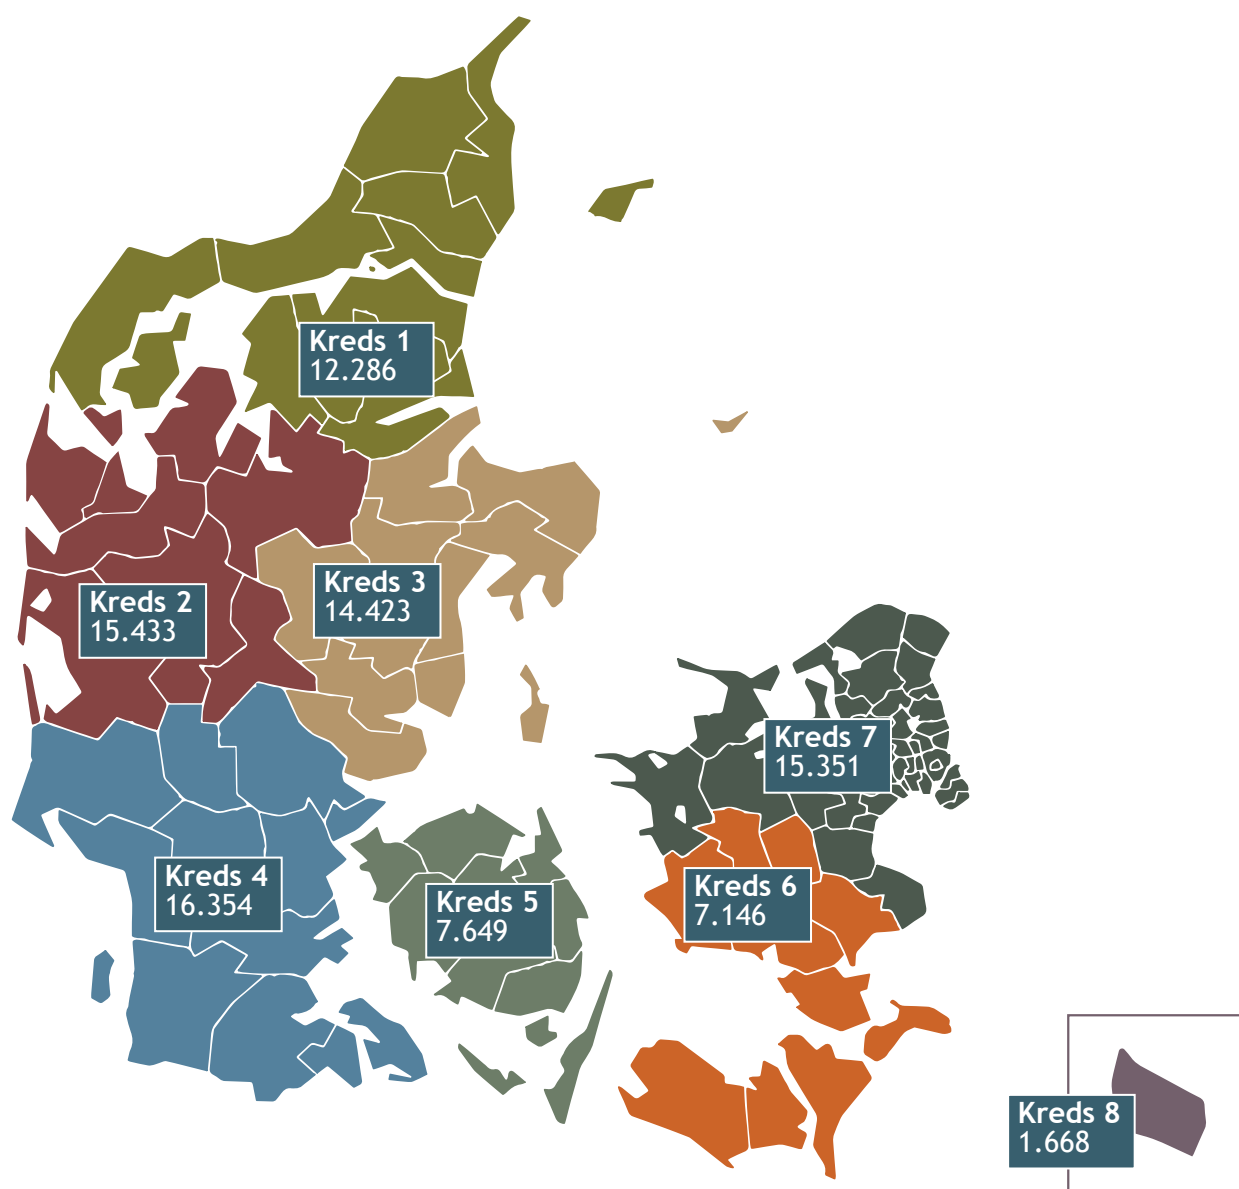 Kreds 1
12.286
Kreds 2
15.433
Kreds 3
14.423
Kreds 4
16.354
Kreds 5
7.649
Kreds 6
7.146
Kreds 7
15.351
Kreds 8
1.668